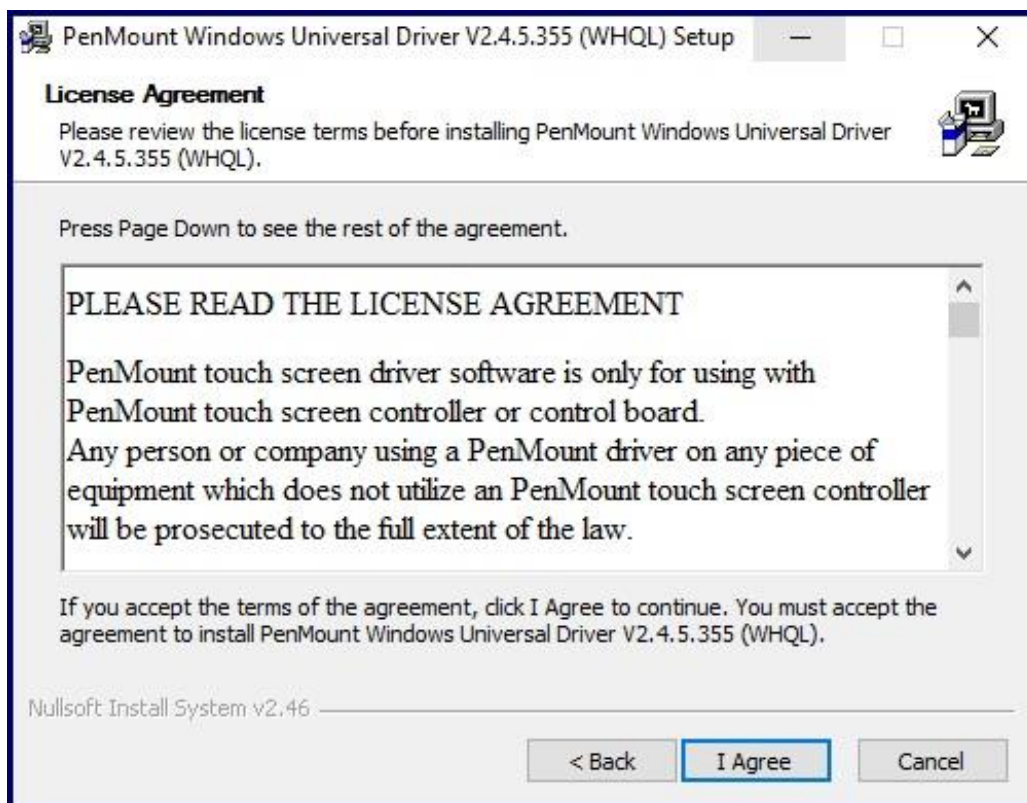 PenMount Windows Universal Driver V2.4.5.355 (WHQL) Setup
License Agreement
Please review the license terms before installing PenMount Windows Universal Driver
V2.4.5.355 (WHQL).
Press Page Down to see the rest of the agreement.
PLEASE READ THE LICENSE AGREEMENT
PenMount touch screen driver software is only for using with
PenMount touch screen controller or control board.
Any person or company using a PenMount driver on any piece of
equipment which does not utilize an PenMount touch screen controller
will be prosecuted to the full extent of the law.
If you accept the terms of the agreement, click I Agree to continue. You must accept the
agreement to install PenMount Windows Universal Driver V2.4.5.355 (WHQL).
Nullsoft Install System v2.46
< Back I Agree Cancel